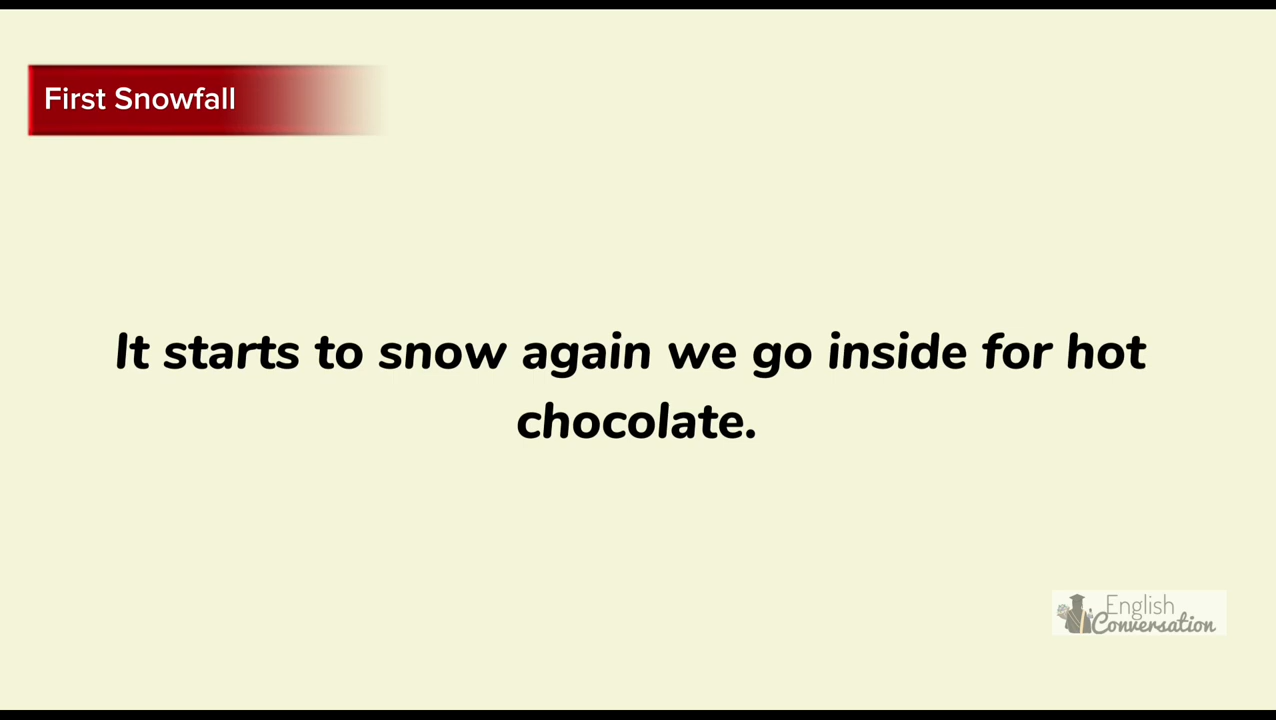 First Snowfall
It starts to snow again we go inside for hot
chocolate.
English
Conversation